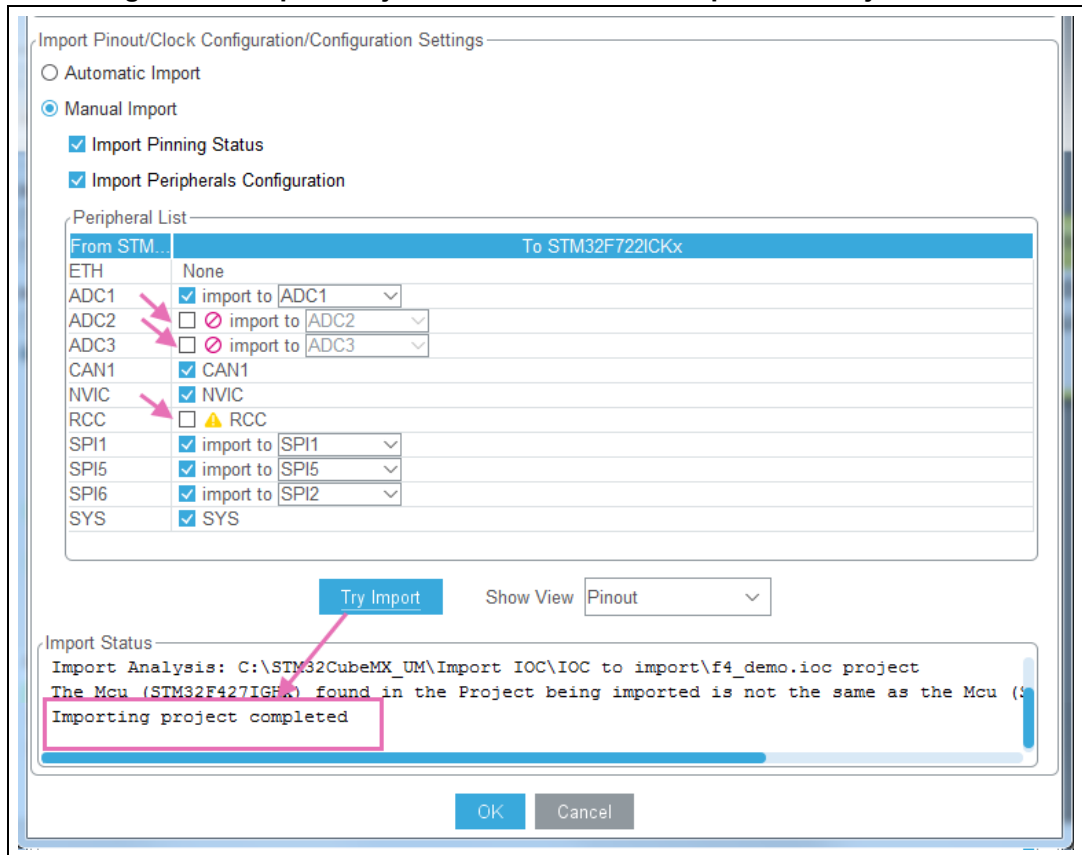 Import Pinout/Clock Configuration/Configuration Settings
Automatic Import
Manual Import
Import Pinning Status
Import Peripherals Configuration
Peripheral List
From STM... To STM32F722ICKx
ETH None
ADC1 import to ADC1
ADC2 import to ADC2
ADC3 import to ADC3
CAN1 CAN1
NVIC NVIC
RCC RCC
SPI1 import to SPI1
SPI5 import to SPI5
SPI6 import to SPI2
SYS SYS
Try Import Show View Pinout
Import Status
Import Analysis: C:\STM32CubeMX_UM\Import IOC\IOC to import\f4_demo.ioc project
The Mcu (STM32F427IGHx) found in the Project being imported is not the same as the Mcu (
Importing project completed
OK Cancel